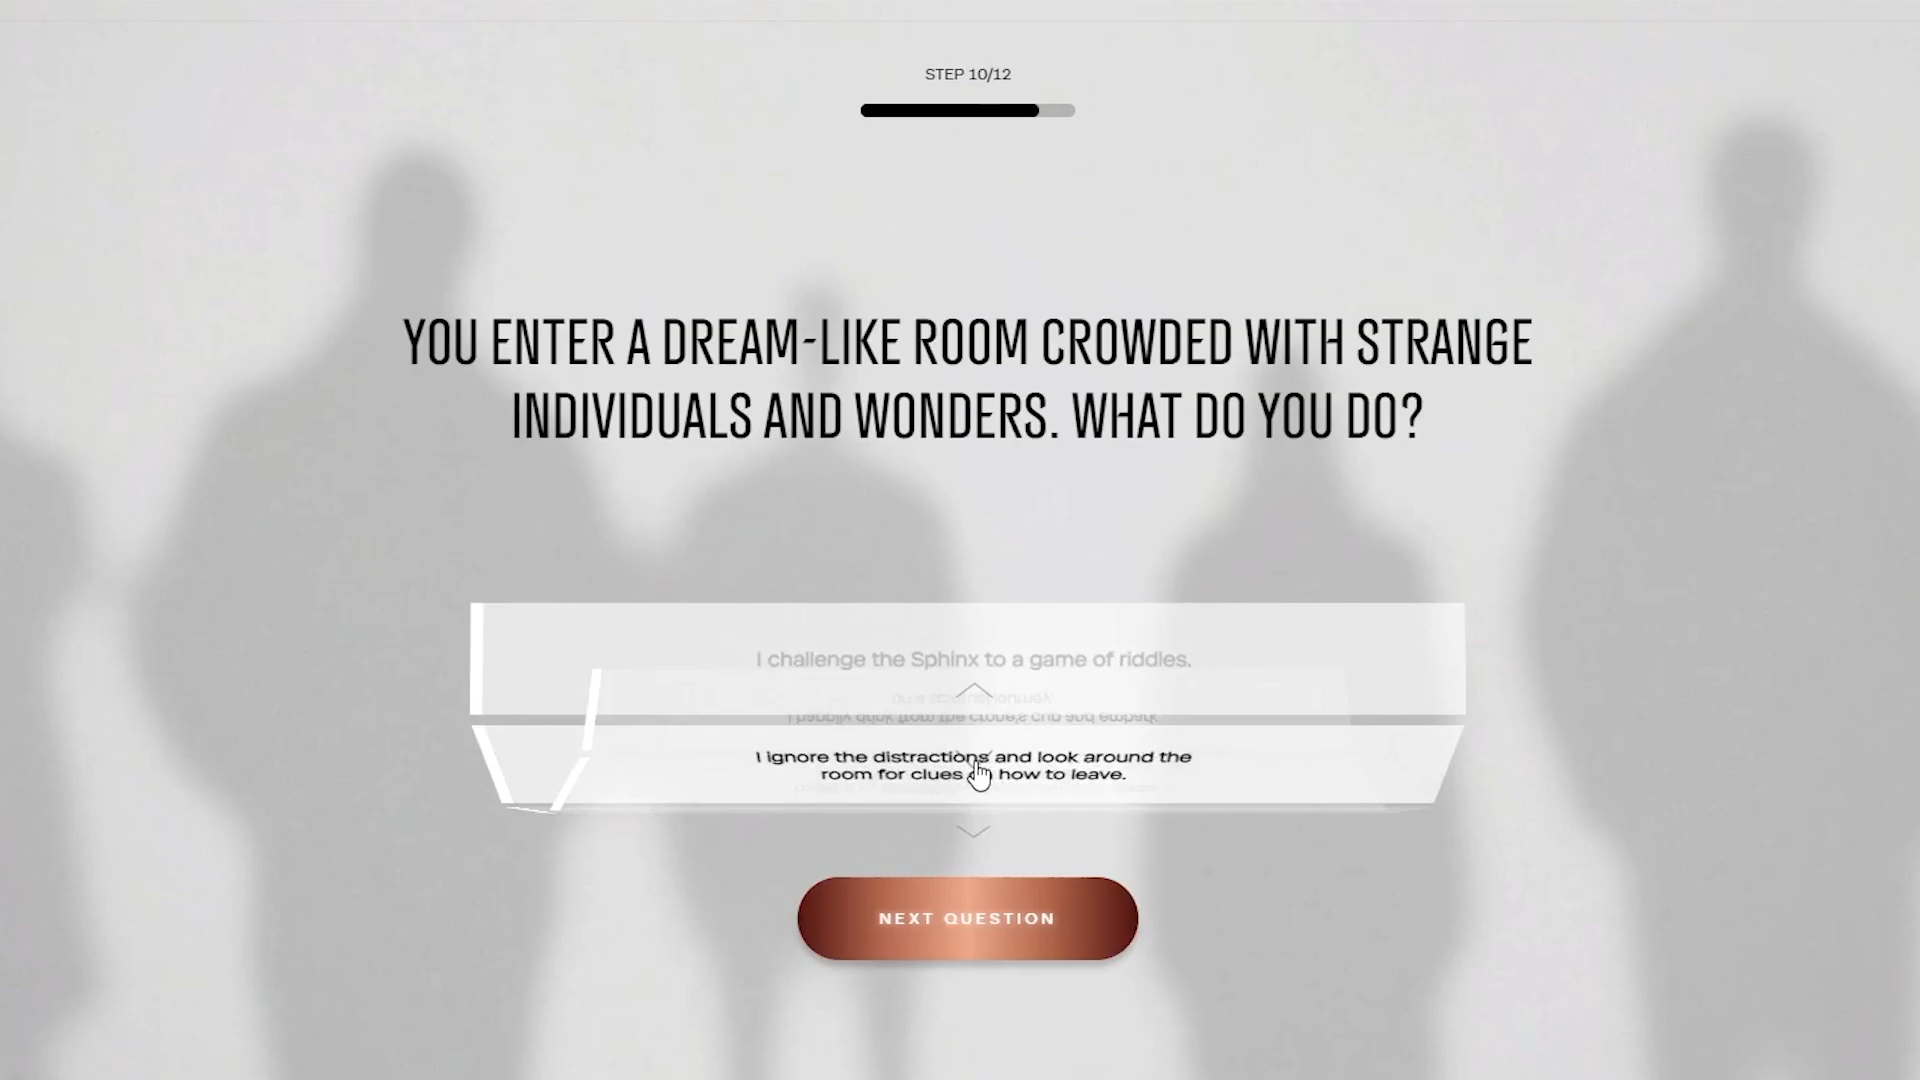 STEP 10/12
YOU ENTER A DREAM-LIKE ROOM CROWDED WITH STRANGE
INDIVIDUALS AND WONDERS. WHAT DO YOU DO?
I challenge the Sphinx to a game of riddles.
I ignore the distractions and look around the
room for clues how to leave.
NEXT QUESTION